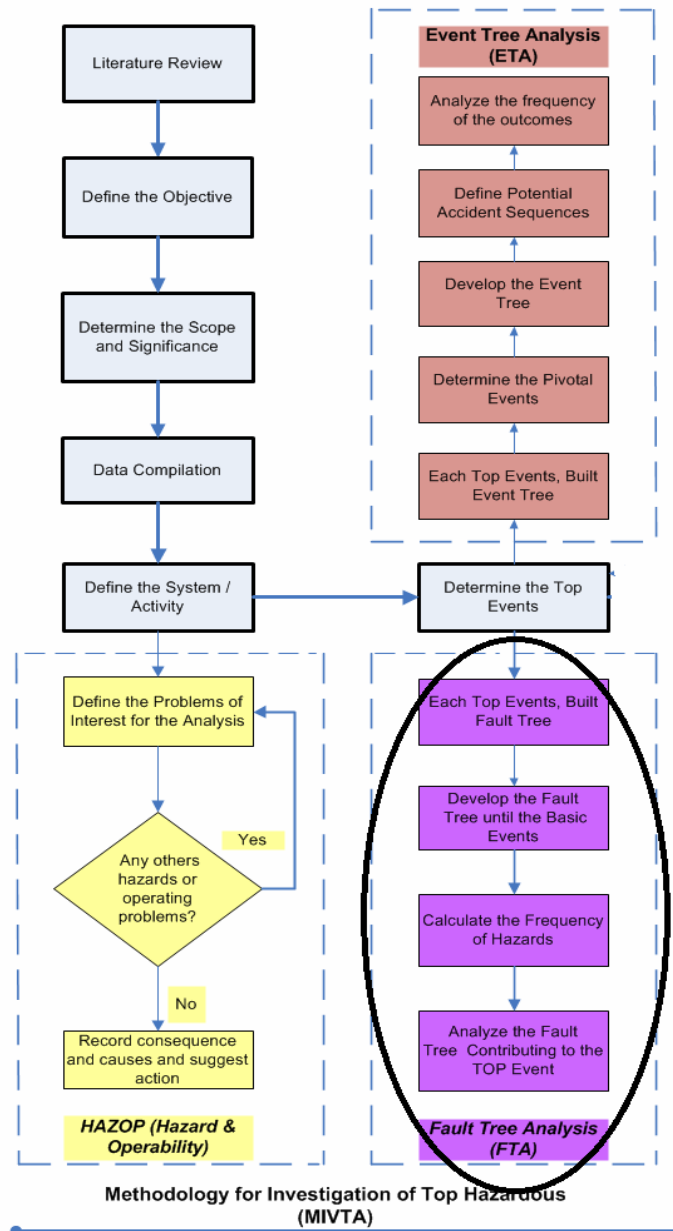 Literature Review
Define the Objective
Determine the Scope
and Significance
Data Compilation
Define the System /
Activity
Define the Problems of
Interest for the Analysis
Yes
Any others
hazards or
operating
problems?
No
Record consequence
and causes and suggest
action
HAZOP (Hazard &
Operability)
Event Tree Analysis
(ETA)
Analyze the frequency
of the outcomes
Define Potential
Accident Sequences
Develop the Event
Tree
Determine the Pivotal
Events
Each Top Events, Built
Event Tree
Determine the Top
Events
Each Top Events, Built
Fault Tree
Develop the Fault
Tree until the Basic
Events
Calculate the Frequency
of Hazards
Analyze the Fault
Tree Contributing to the
TOP Event
Fault Tree Analysis
(FTA)
Methodology for Investigation of Top Hazardous
(MIVTA)